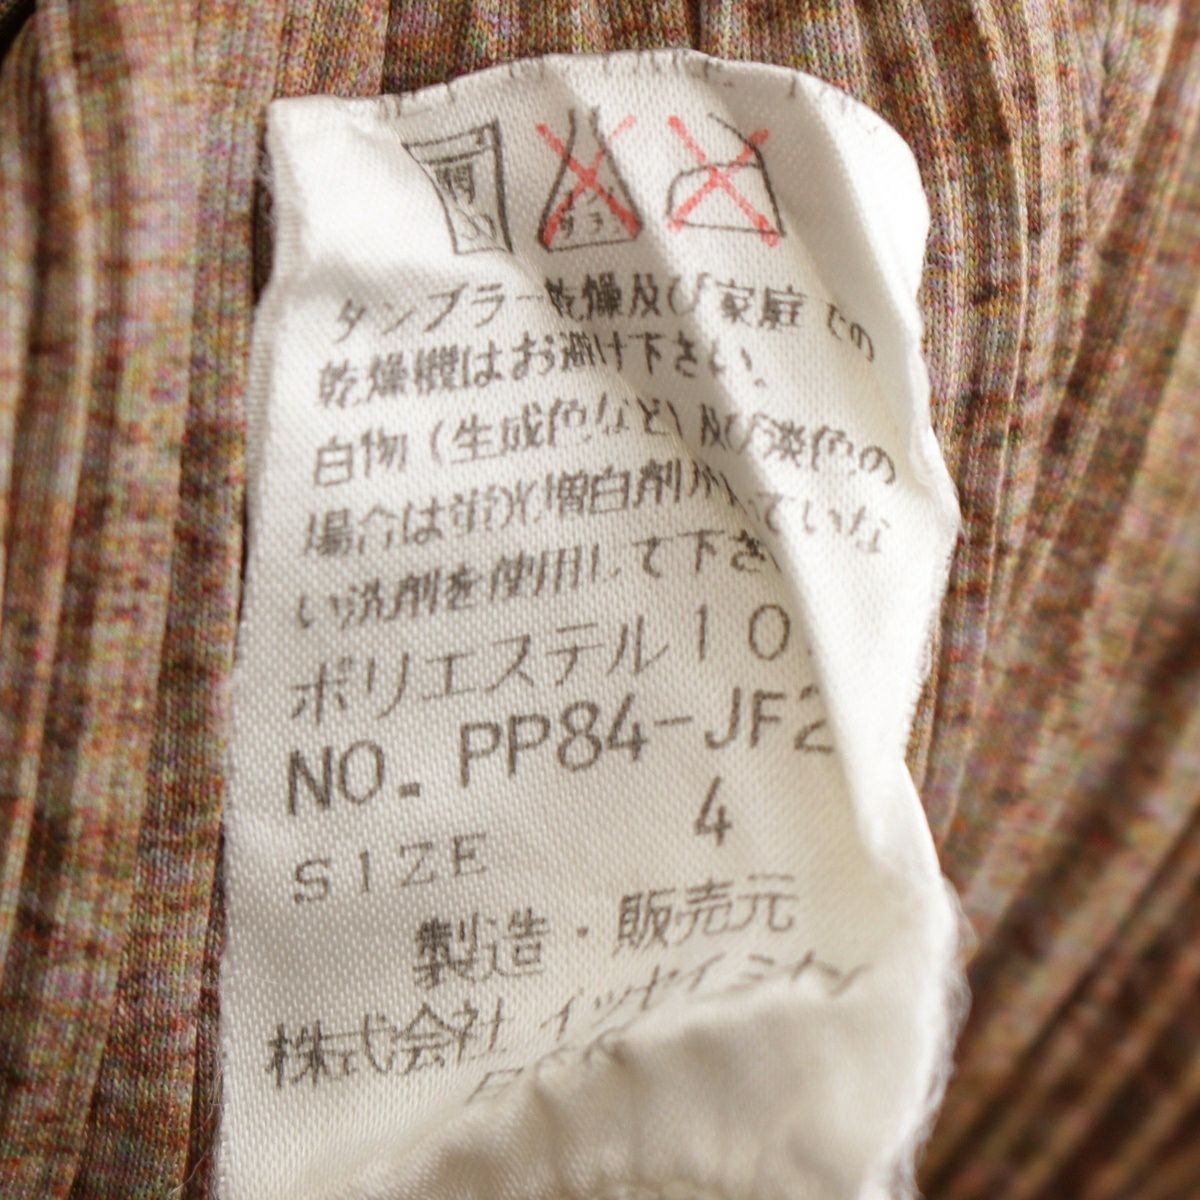 タンブラー乾燥及び家庭での
乾燥機はお避け下さい。
白物(生成色など)及び淡色の
場合は蛍光増白剤が入っていな
い洗剤を使用して下さ
ポリエステル10
NO. PP84-JF2
SIZE 4
製造・販売元
株式会社 イッセイミヤケ